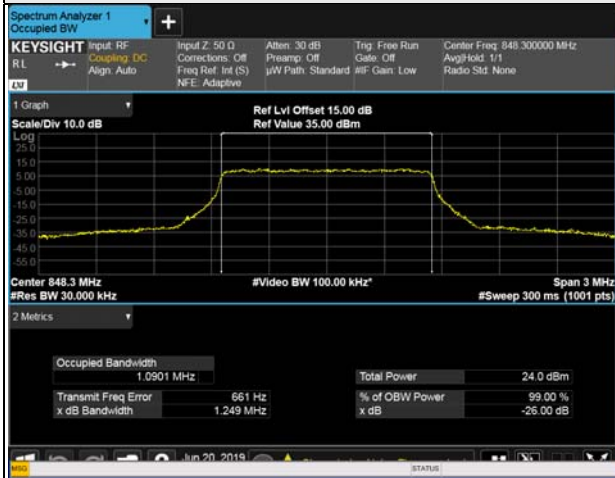 Spectrum Analyzer 1
Occupied BW
+
KEYSIGHT Input: RF Input Z: 50 Ω Atten: 30 dB Trig: Free Run Center Freq: 848.300000 MHz
RL Coupling: DC Corrections: Off Preamp: Off Gate: Off Avg|Hold: 1/1
Align: Auto Freq Ref: Int (S) µW Path: Standard #IF Gain: Low Radio Std: None
LXI NFE: Adaptive
1 Graph
Ref Lvl Offset 15.00 dB
Scale/Div 10.0 dB Ref Value 35.00 dBm
Log
25.0
15.0
5.00
-5.00
-15.0
-25.0
-35.0
-45.0
-55.0
Center 848.3 MHz #Video BW 100.00 kHz* Span 3 MHz
#Res BW 30.000 kHz #Sweep 300 ms (1001 pts)
2 Metrics
Occupied Bandwidth
1.0901 MHz Total Power 24.0 dBm
Transmit Freq Error 661 Hz % of OBW Power 99.00 %
x dB Bandwidth 1.249 MHz x dB -26.00 dB
Jun 20, 2019
MSG STATUS